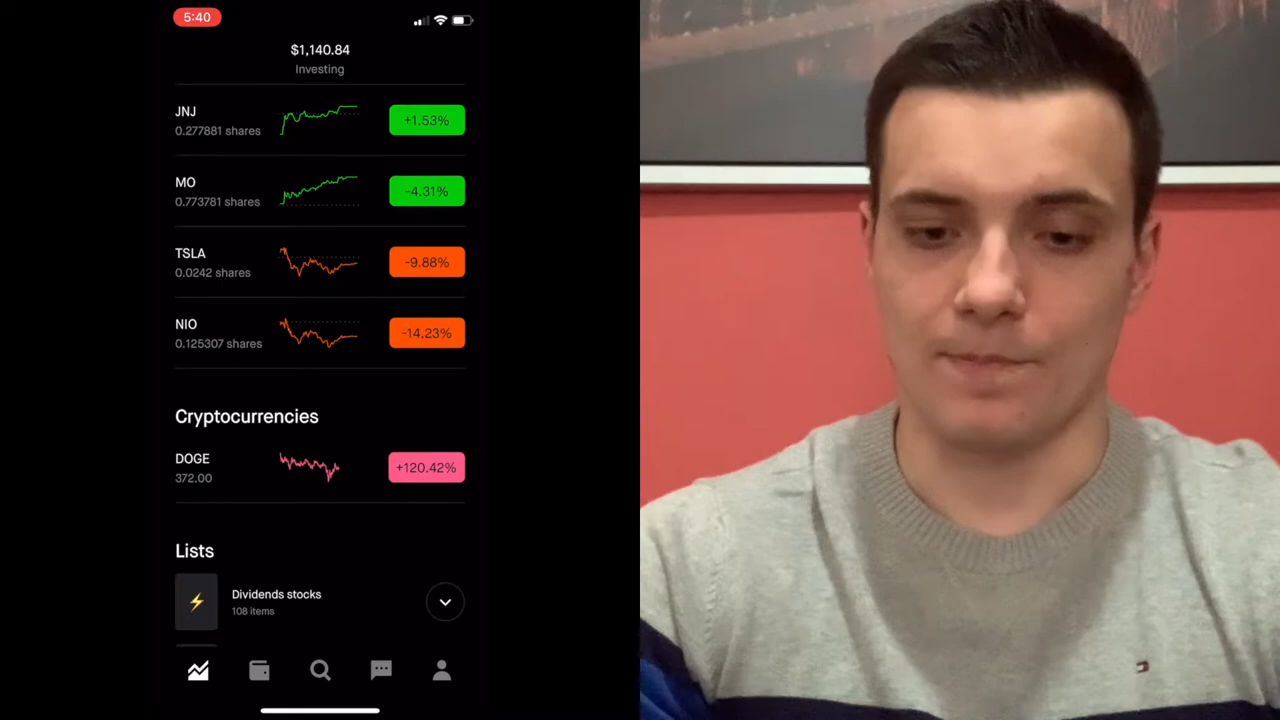 5:40
$1,140.84
Investing
JNJ
0.277881 shares
+1.53%
MO
0.773781 shares
-4.31%
TSLA
0.0242 shares
-9.88%
NIO
0.125307 shares
-14.23%
Cryptocurrencies
DOGE
372.00
+120.42%
Lists
Dividends stocks
108 items